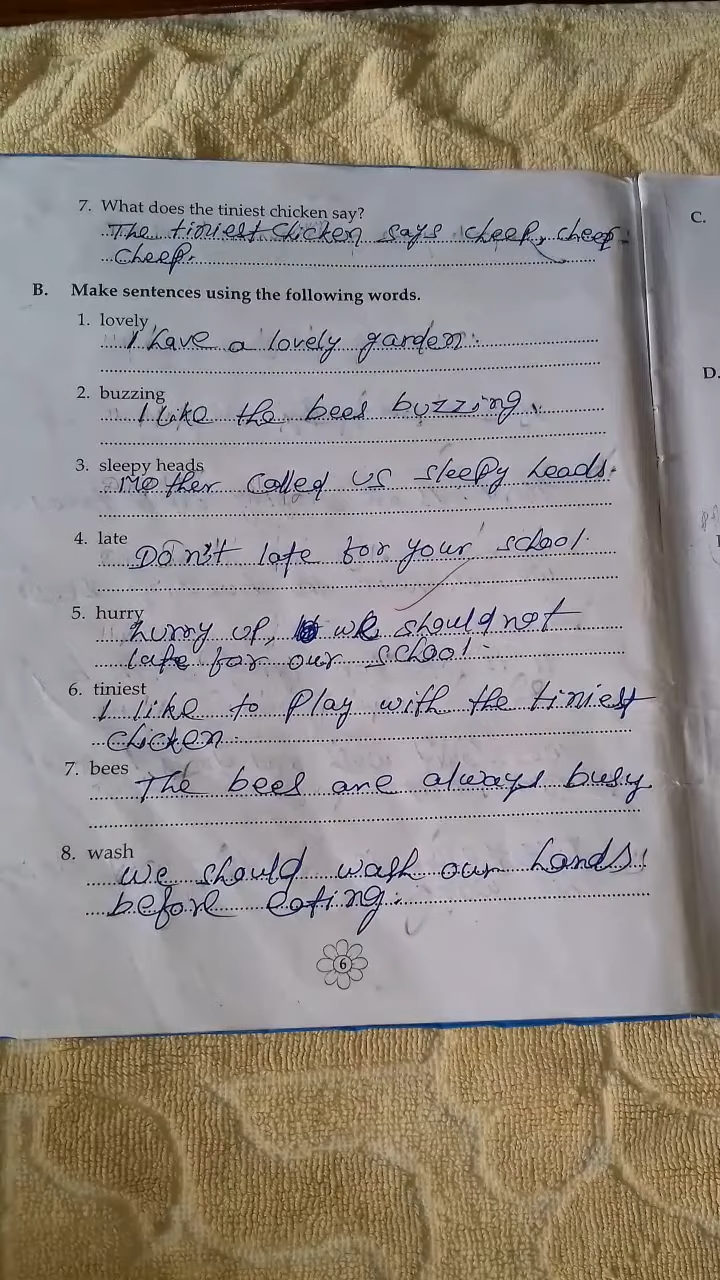 7. What does the tiniest chicken say?
The tiniest chicken says cheep, cheep
cheep.
B. Make sentences using the following words.
1. lovely
I have a lovely garden.
2. buzzing
I like the bees buzzing.
3. sleepy heads
Mother called us sleepy heads.
4. late
Don't late for your school.
5. hurry
hurry up, we should not
late for our school.
6. tiniest
I like to play with the tiniest
chicken.
7. bees
The bees are always busy
8. wash
we should wash our hands
before eating.
6
C.
D.